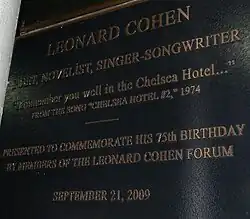 LEONARD COHEN
POET, NOVELIST, SINGER-SONGWRITER
"I remember you well in the Chelsea Hotel..."
FROM THE SONG "CHELSEA HOTEL #2," 1974
PRESENTED TO COMMEMORATE HIS 75th BIRTHDAY
BY MEMBERS OF THE LEONARD COHEN FORUM
SEPTEMBER 21, 2009